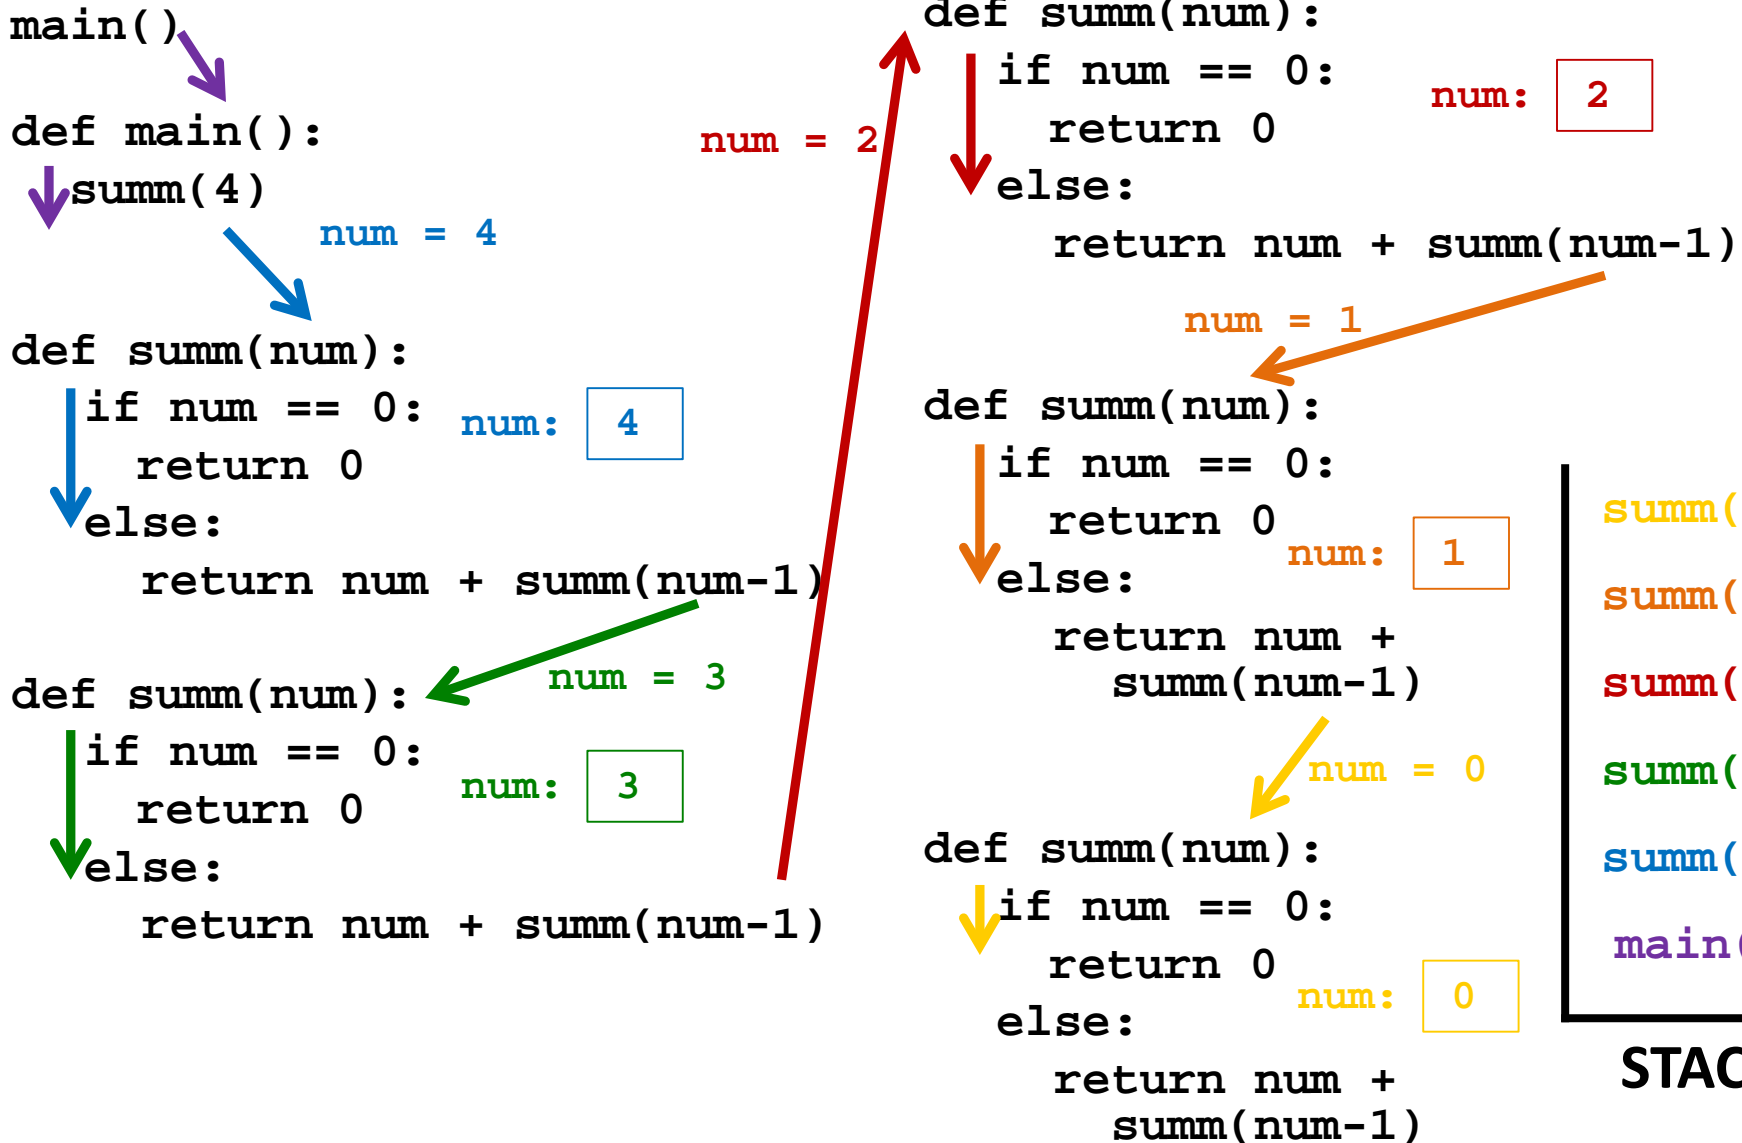 main()
def main():
summ(4)
num = 4
def summ(num):
if num == 0:
num: 4
return 0
else:
return num + summ(num-1)
num = 3
def summ(num):
if num == 0:
num: 3
return 0
else:
return num + summ(num-1)
num = 2
def summ(num):
if num == 0:
num: 2
return 0
else:
return num + summ(num-1)
num = 1
def summ(num):
if num == 0:
return 0
num: 1
else:
return num +
summ(num-1)
num = 0
def summ(num):
if num == 0:
return 0
num: 0
else:
return num +
summ(num-1)
summ(
summ(
summ(
summ(
summ(
main(
STAC